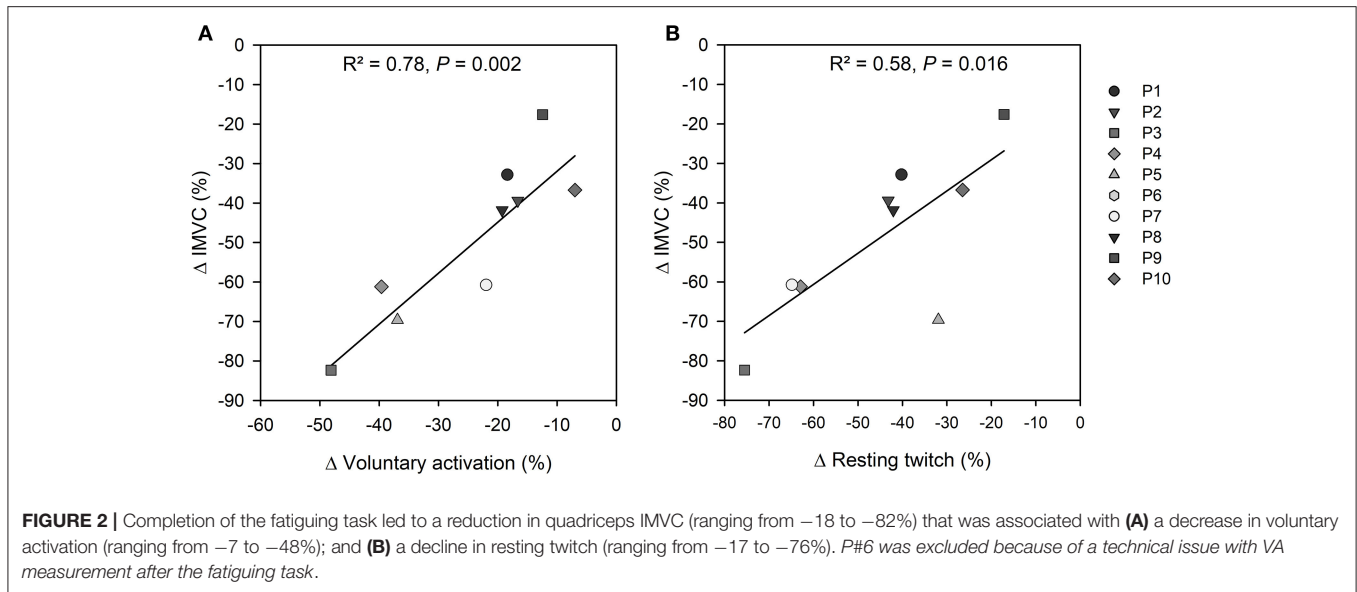 A
R² = 0.78, P = 0.002
0
-10
-20
-30
-40
-50
-60
-70
-80
-90
Δ IMVC (%)
-60 -50 -40 -30 -20 -10 0
Δ Voluntary activation (%)
B
R² = 0.58, P = 0.016
0
-10
-20
-30
-40
-50
-60
-70
-80
-90
Δ IMVC (%)
-80 -70 -60 -50 -40 -30 -20 -10 0
Δ Resting twitch (%)
P1
P2
P3
P4
P5
P6
P7
P8
P9
P10
FIGURE 2 | Completion of the fatiguing task led to a reduction in quadriceps IMVC (ranging from −18 to −82%) that was associated with (A) a decrease in voluntary
activation (ranging from −7 to −48%); and (B) a decline in resting twitch (ranging from −17 to −76%). P#6 was excluded because of a technical issue with VA
measurement after the fatiguing task.